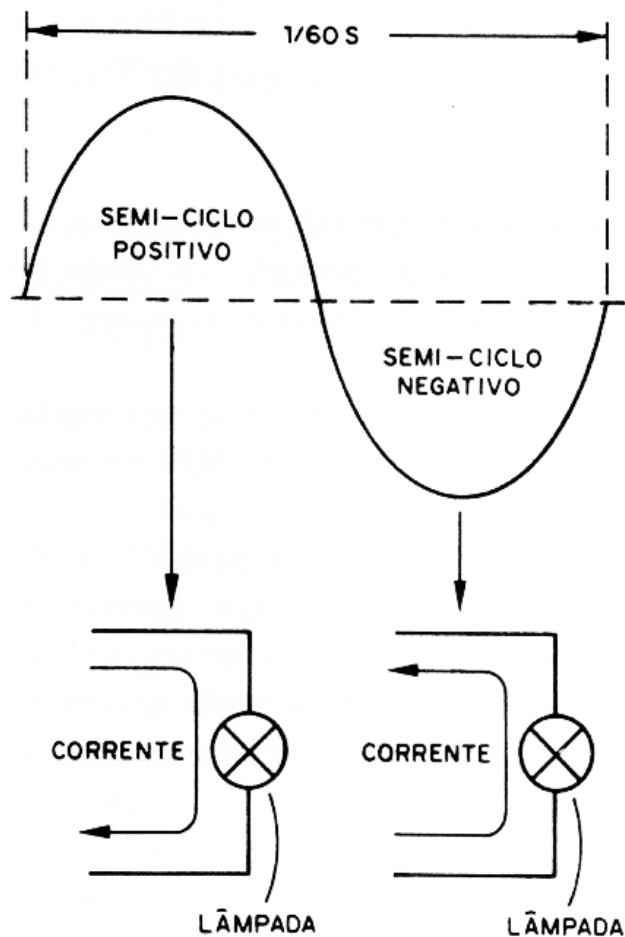 1/60 S
SEMI-CICLO
POSITIVO
SEMI-CICLO
NEGATIVO
CORRENTE
CORRENTE
LÂMPADA
LÂMPADA